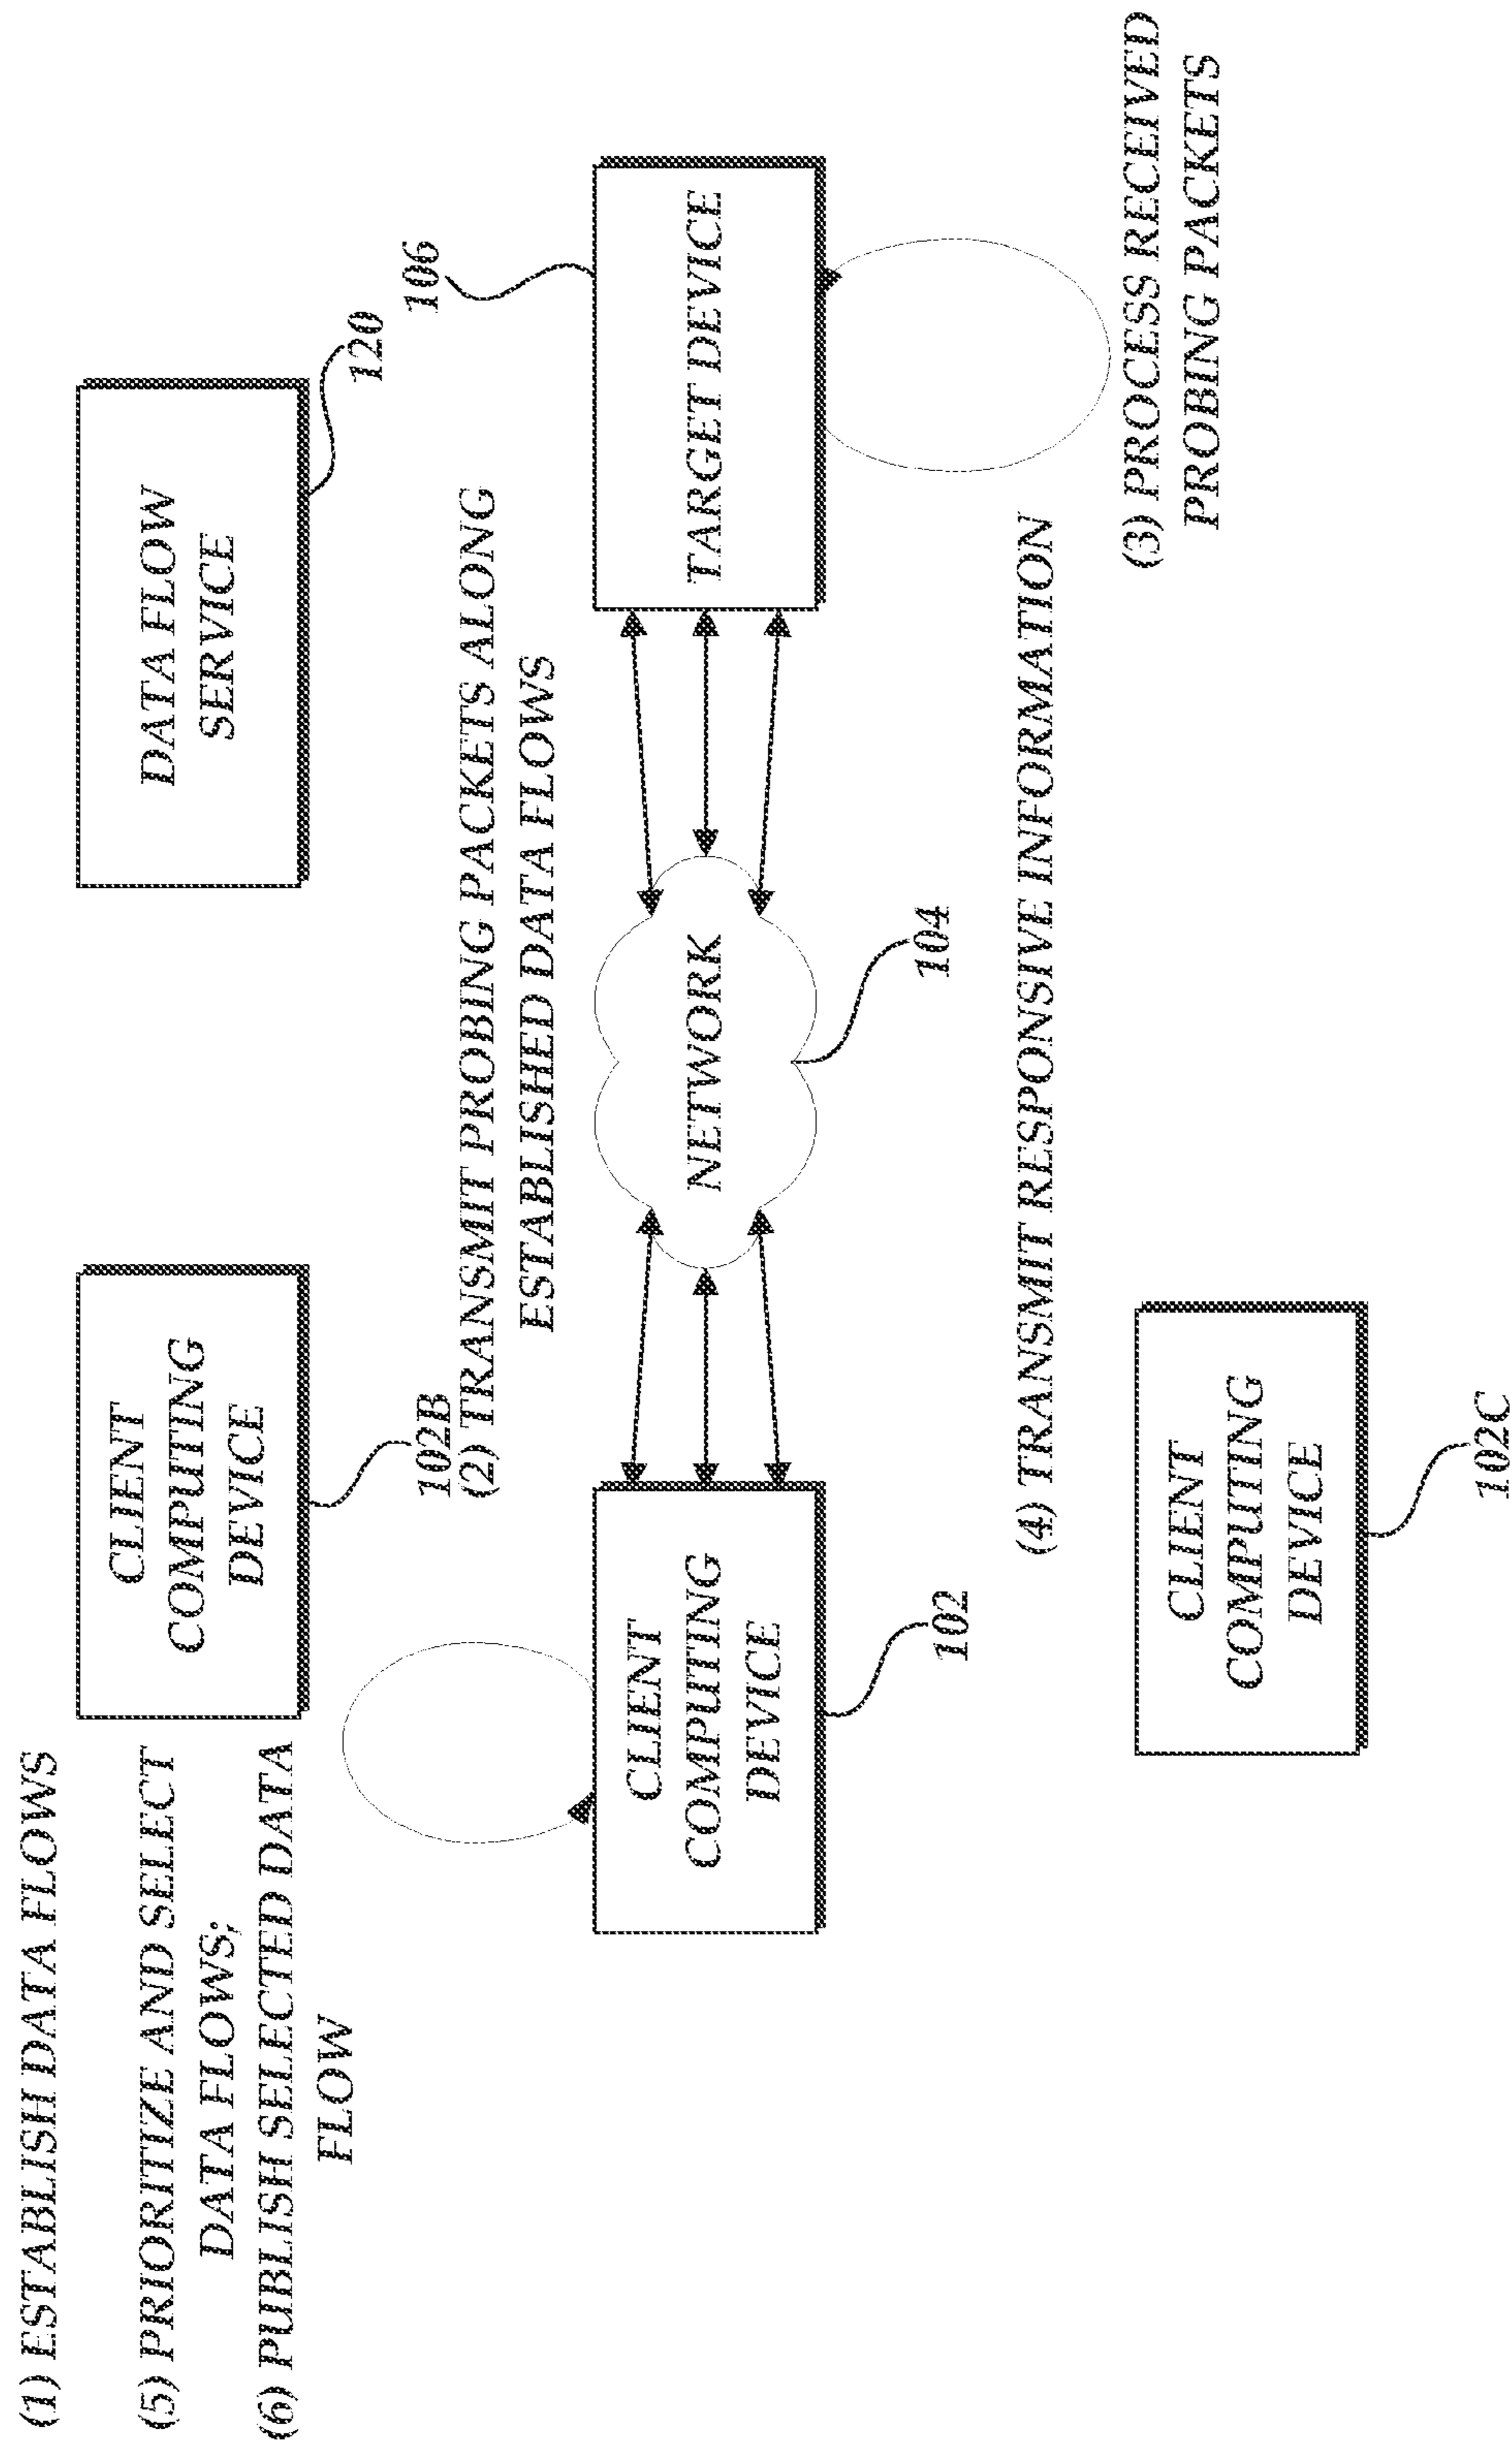 (1) ESTABLISH DATA FLOWS
(5) PRIORITIZE AND SELECT
DATA FLOWS;
(6) PUBLISH SELECTED DATA
FLOW
CLIENT
COMPUTING
DEVICE
102B
DATA FLOW
SERVICE
120
(2) TRANSMIT PROBING PACKETS ALONG
ESTABLISHED DATA FLOWS
106
CLIENT
COMPUTING
DEVICE
102
NETWORK
104
TARGET DEVICE
(4) TRANSMIT RESPONSIVE INFORMATION
(3) PROCESS RECEIVED
PROBING PACKETS
CLIENT
COMPUTING
DEVICE
102C